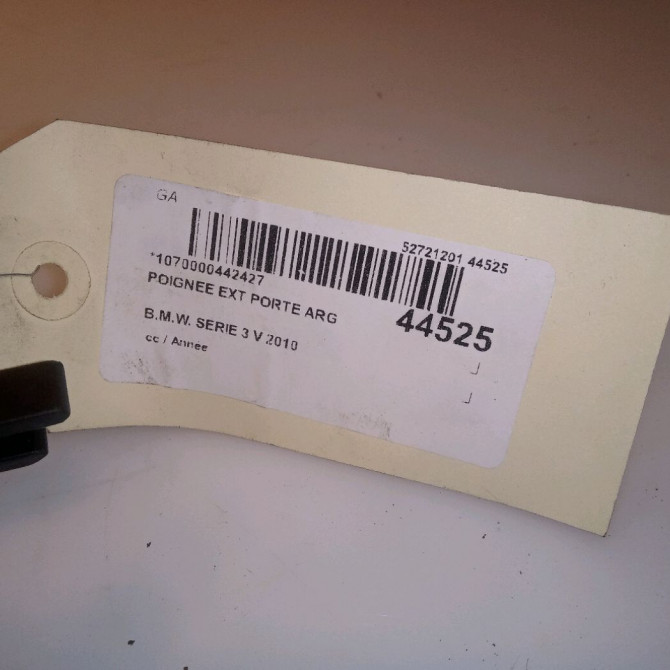 GA
52721201 44525
*1070000442427
POIGNEE EXT PORTE ARG
44525
B.M.W. SERIE 3 V 2010
cc / Annee